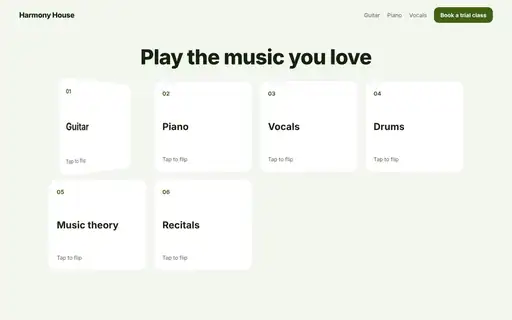 Harmony House
Guitar Piano Vocals Book a trial class
Play the music you love
01
Guitar
Tap to flip
02
Piano
Tap to flip
03
Vocals
Tap to flip
04
Drums
Tap to flip
05
Music theory
Tap to flip
06
Recitals
Tap to flip